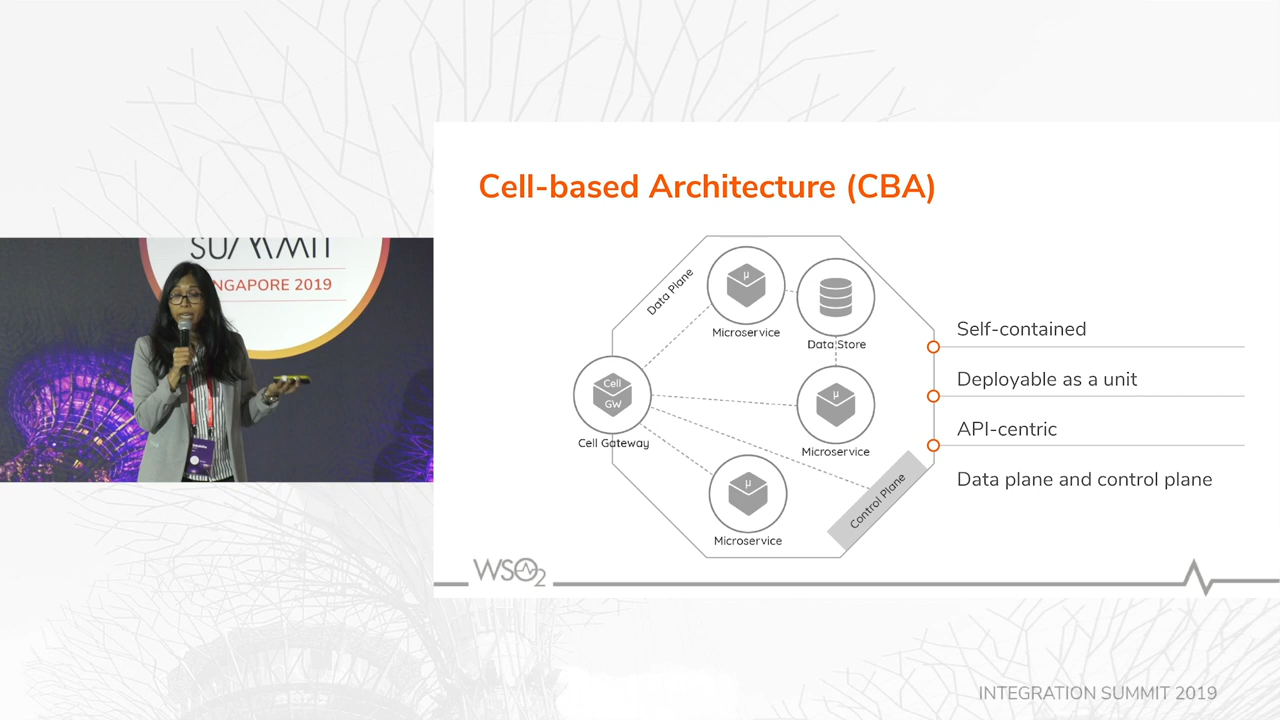 SUMMIT
NGAPORE 2019
Cell-based Architecture (CBA)
Data Plane
µ
Microservice
Data Store
Cell
GW
Cell Gateway
µ
Microservice
µ
Microservice
Control Plane
Self-contained
Deployable as a unit
API-centric
Data plane and control plane
WSO2
INTEGRATION SUMMIT 2019